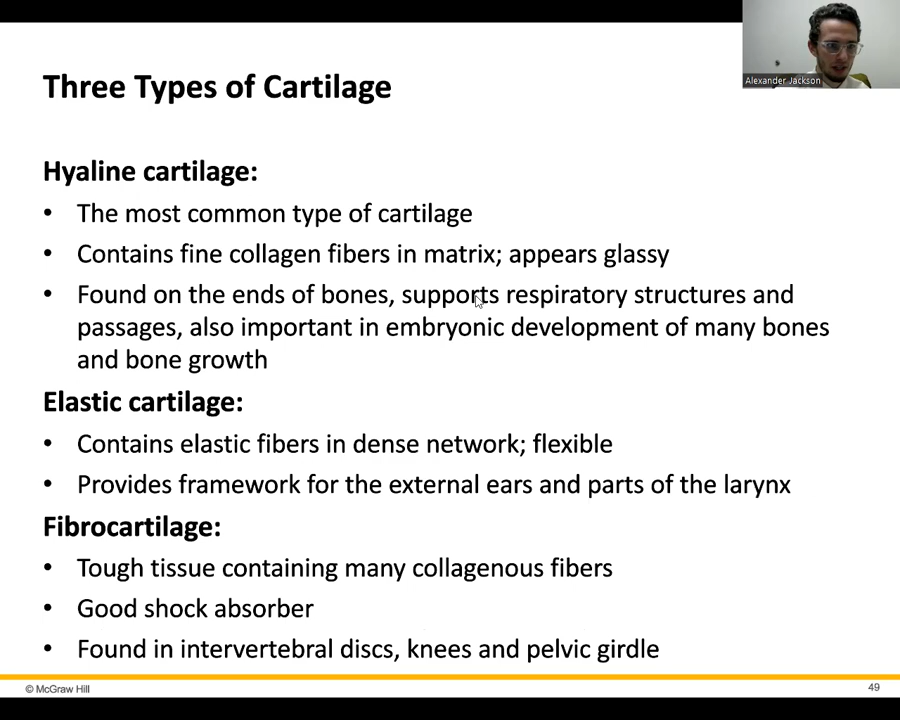 Alexander Jackson
Three Types of Cartilage
Hyaline cartilage:
• The most common type of cartilage
• Contains fine collagen fibers in matrix; appears glassy
• Found on the ends of bones, supports respiratory structures and
passages, also important in embryonic development of many bones
and bone growth
Elastic cartilage:
• Contains elastic fibers in dense network; flexible
• Provides framework for the external ears and parts of the larynx
Fibrocartilage:
• Tough tissue containing many collagenous fibers
• Good shock absorber
• Found in intervertebral discs, knees and pelvic girdle
© McGraw Hill
49